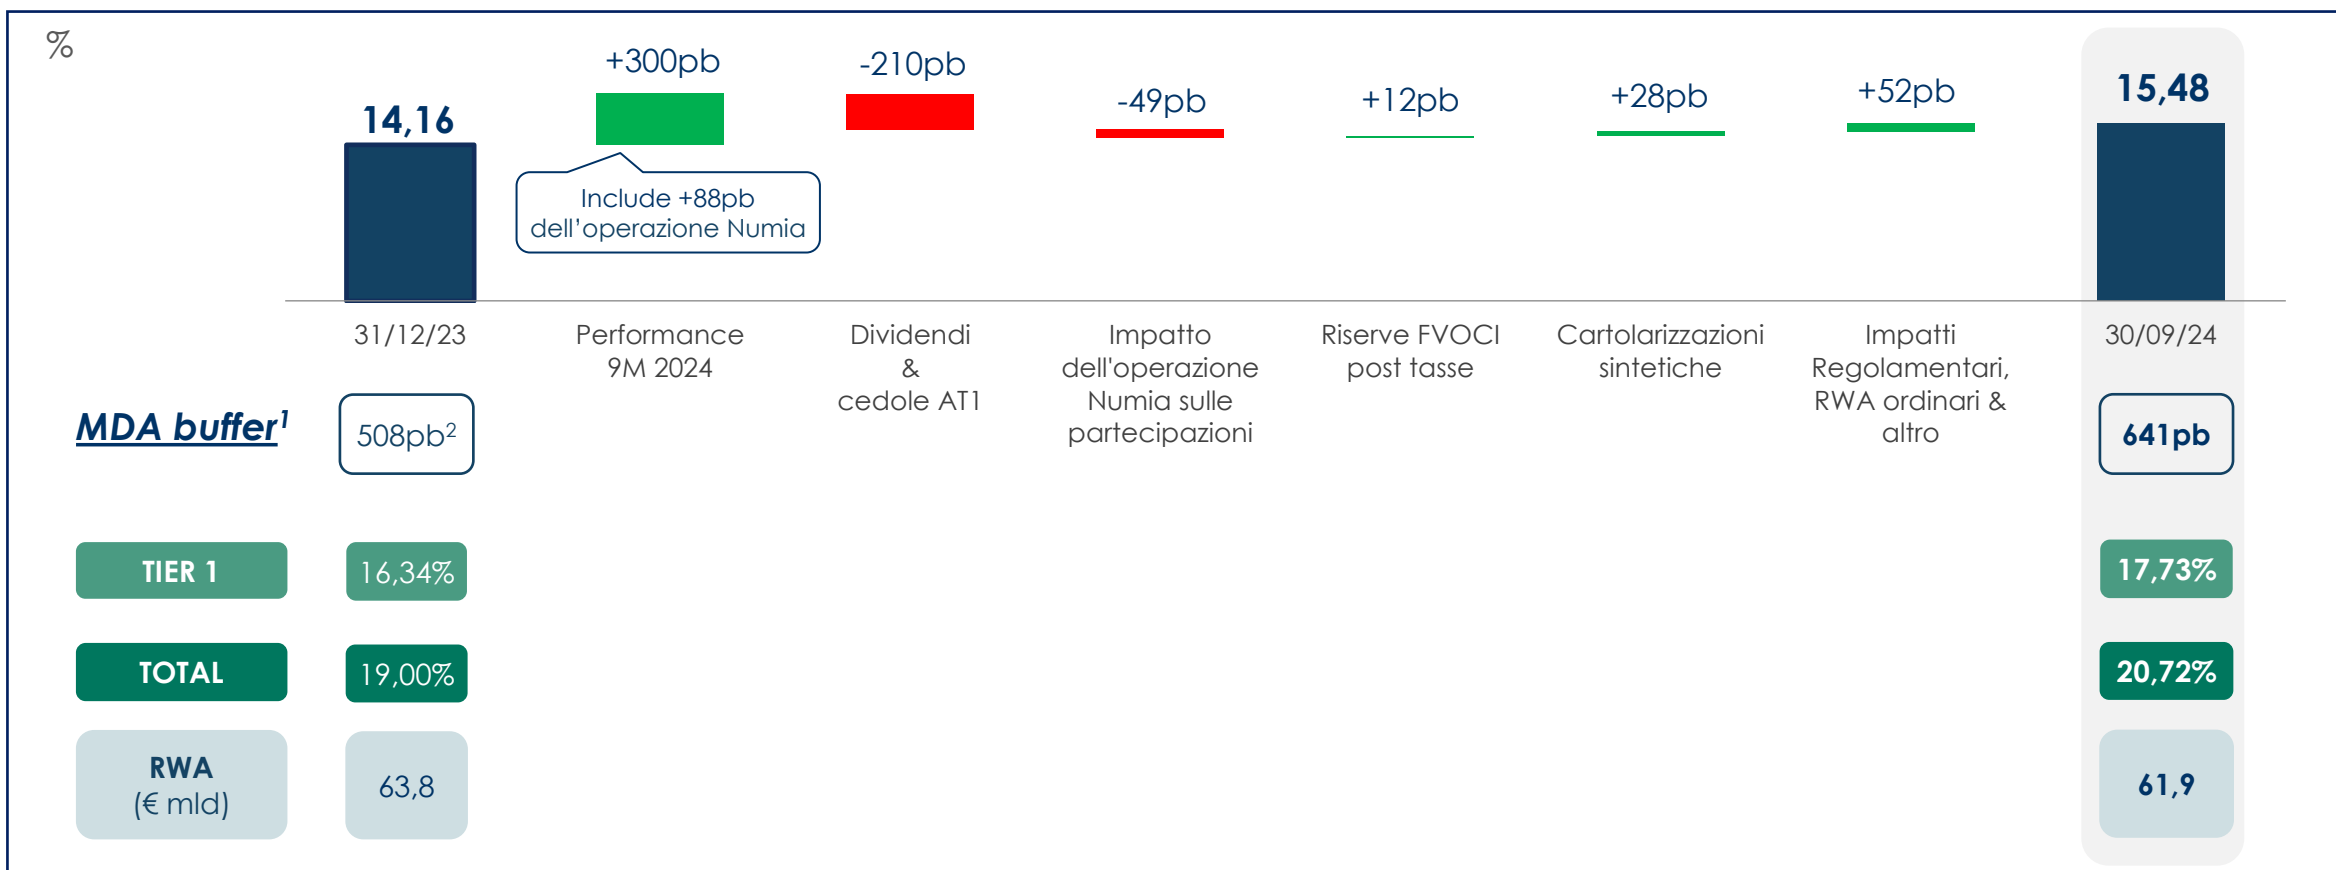 %
14,16
+300pb
-210pb
-49pb
+12pb
+28pb
+52pb
15,48
Include +88pb
dell'operazione Numia
31/12/23
Performance
9M 2024
Dividendi
&
cedole AT1
Impatto
dell'operazione
Numia sulle
partecipazioni
Riserve FVOCI
post tasse
Cartolarizzazioni
sintetiche
Impatti
Regolamentari,
RWA ordinari &
altro
30/09/24
MDA buffer¹
508pb²
641pb
TIER 1
16,34%
17,73%
TOTAL
19,00%
20,72%
RWA
(€ mld)
63,8
61,9